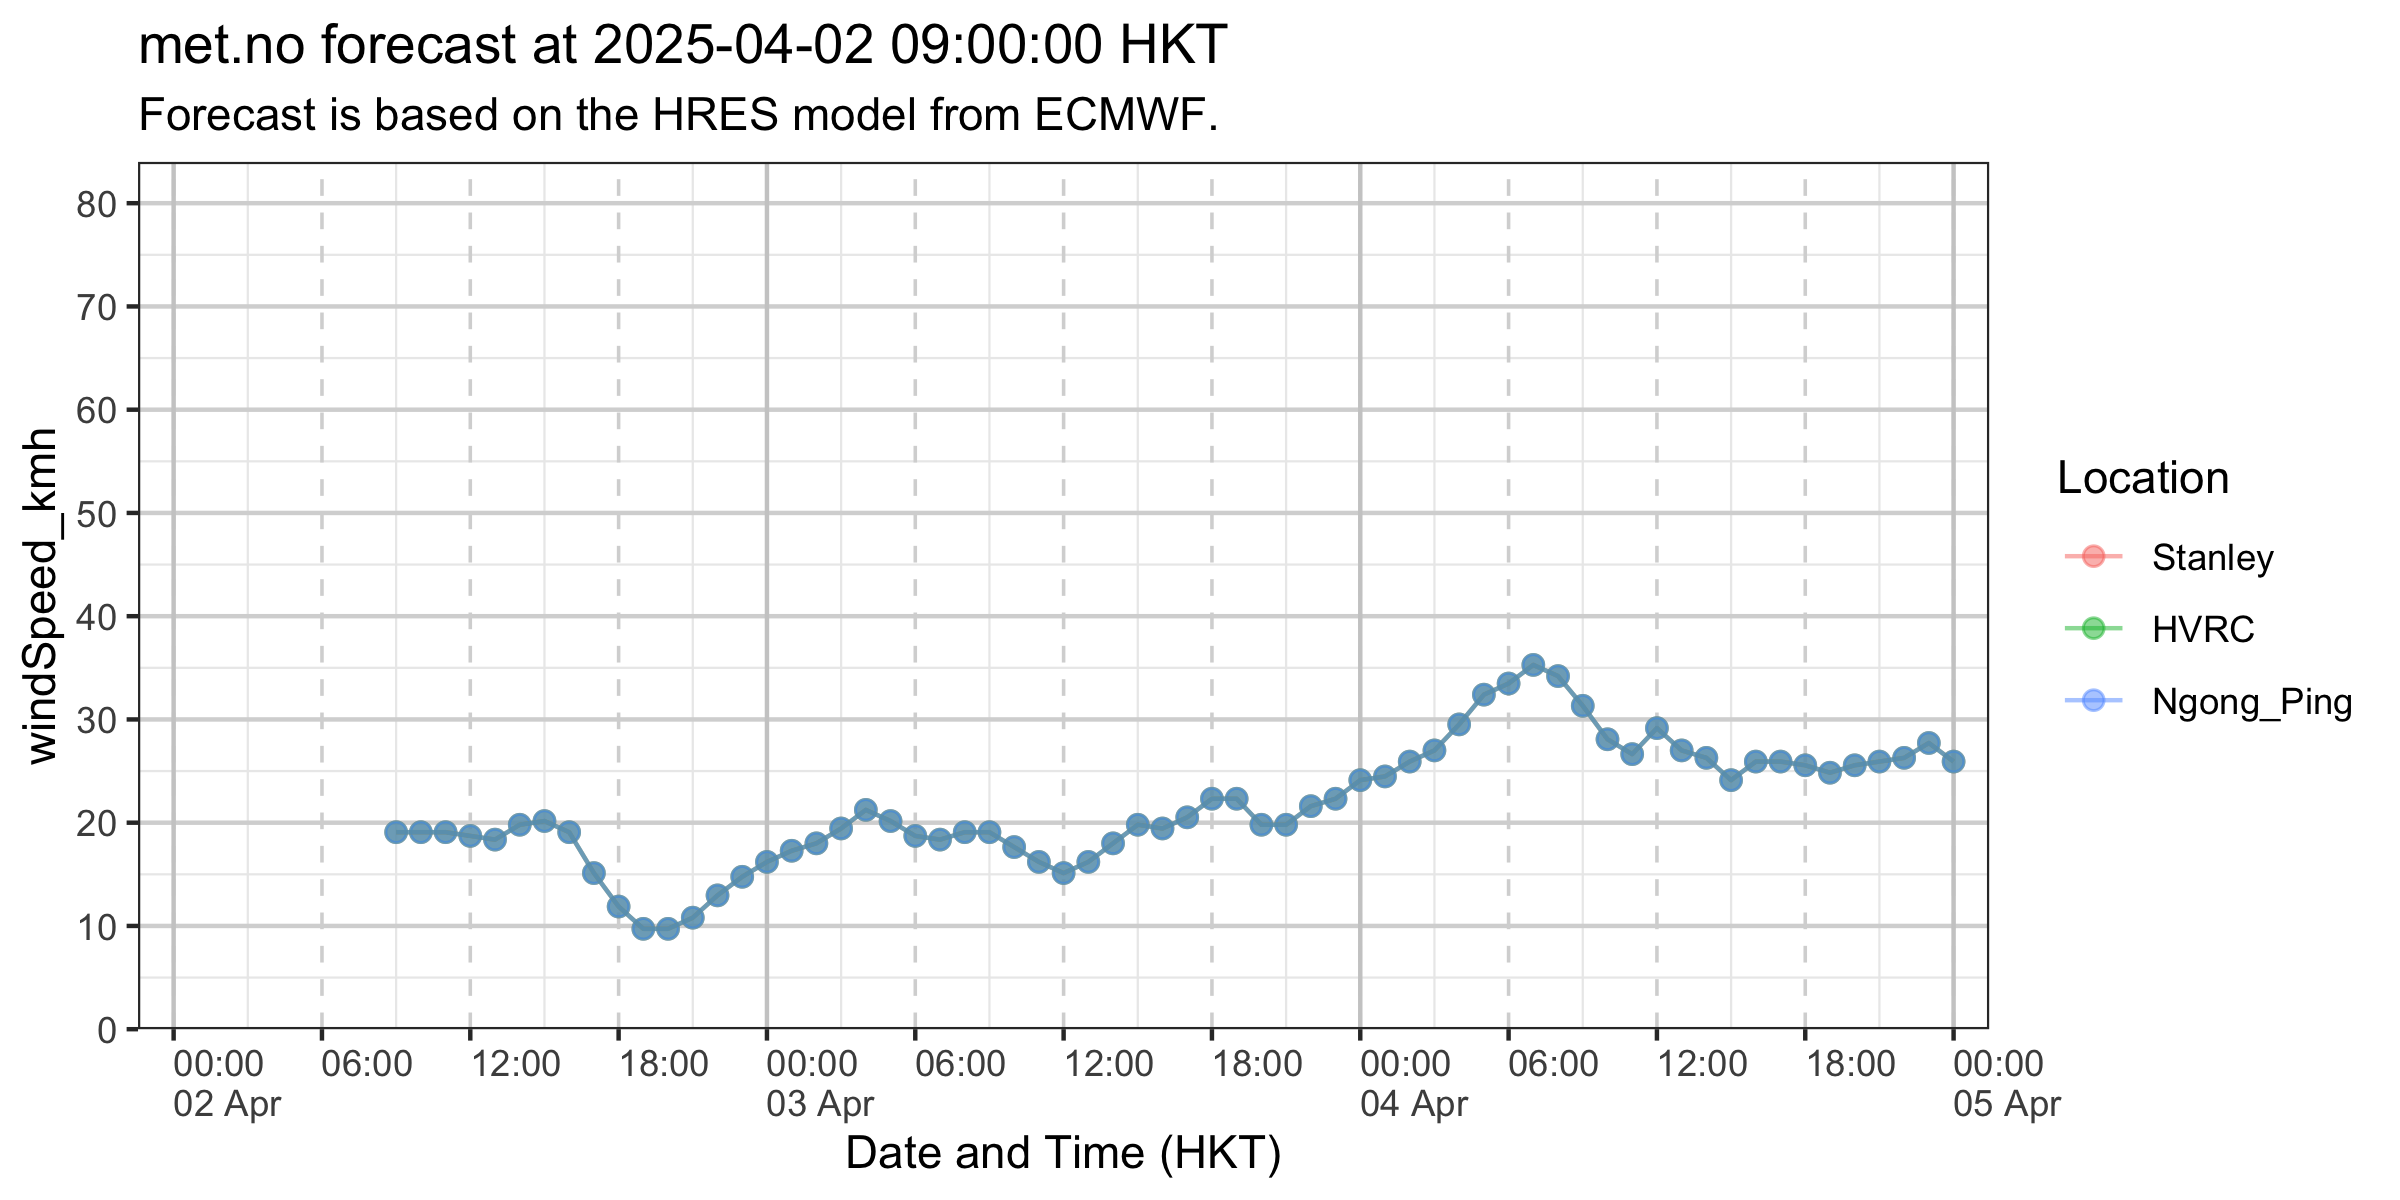 met.no forecast at 2025-04-02 09:00:00 HKT
Forecast is based on the HRES model from ECMWF.
windSpeed_kmh
80
70
60
50
40
30
20
10
0
00:00 06:00 12:00 18:00 00:00 06:00 12:00 18:00 00:00 06:00 12:00 18:00 00:00
02 Apr 03 Apr 04 Apr 05 Apr
Date and Time (HKT)
Location
Stanley
HVRC
Ngong_Ping